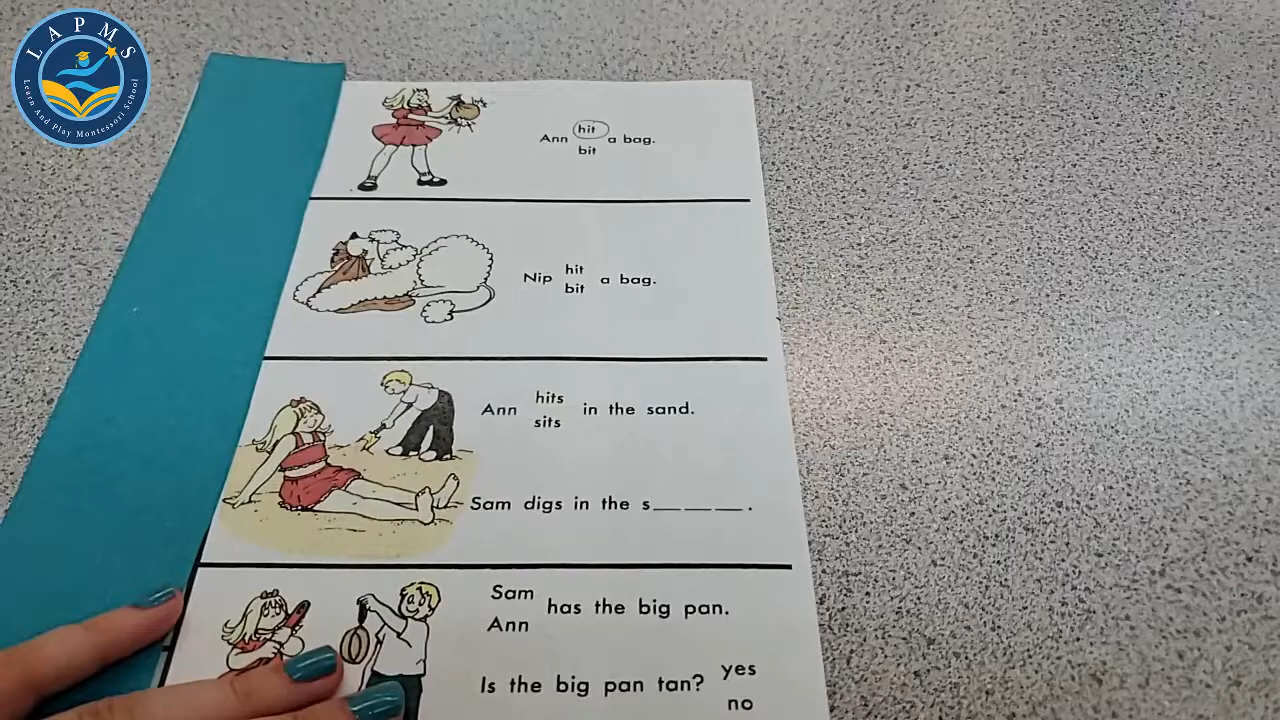 LAPMS
Learn And Play Montessori School
hit
Ann a bag.
bit
hit
Nip a bag.
bit
hits
Ann in the sand.
sits
Sam digs in the s_ _ _.
Sam
has the big pan.
Ann
yes
Is the big pan tan?
no